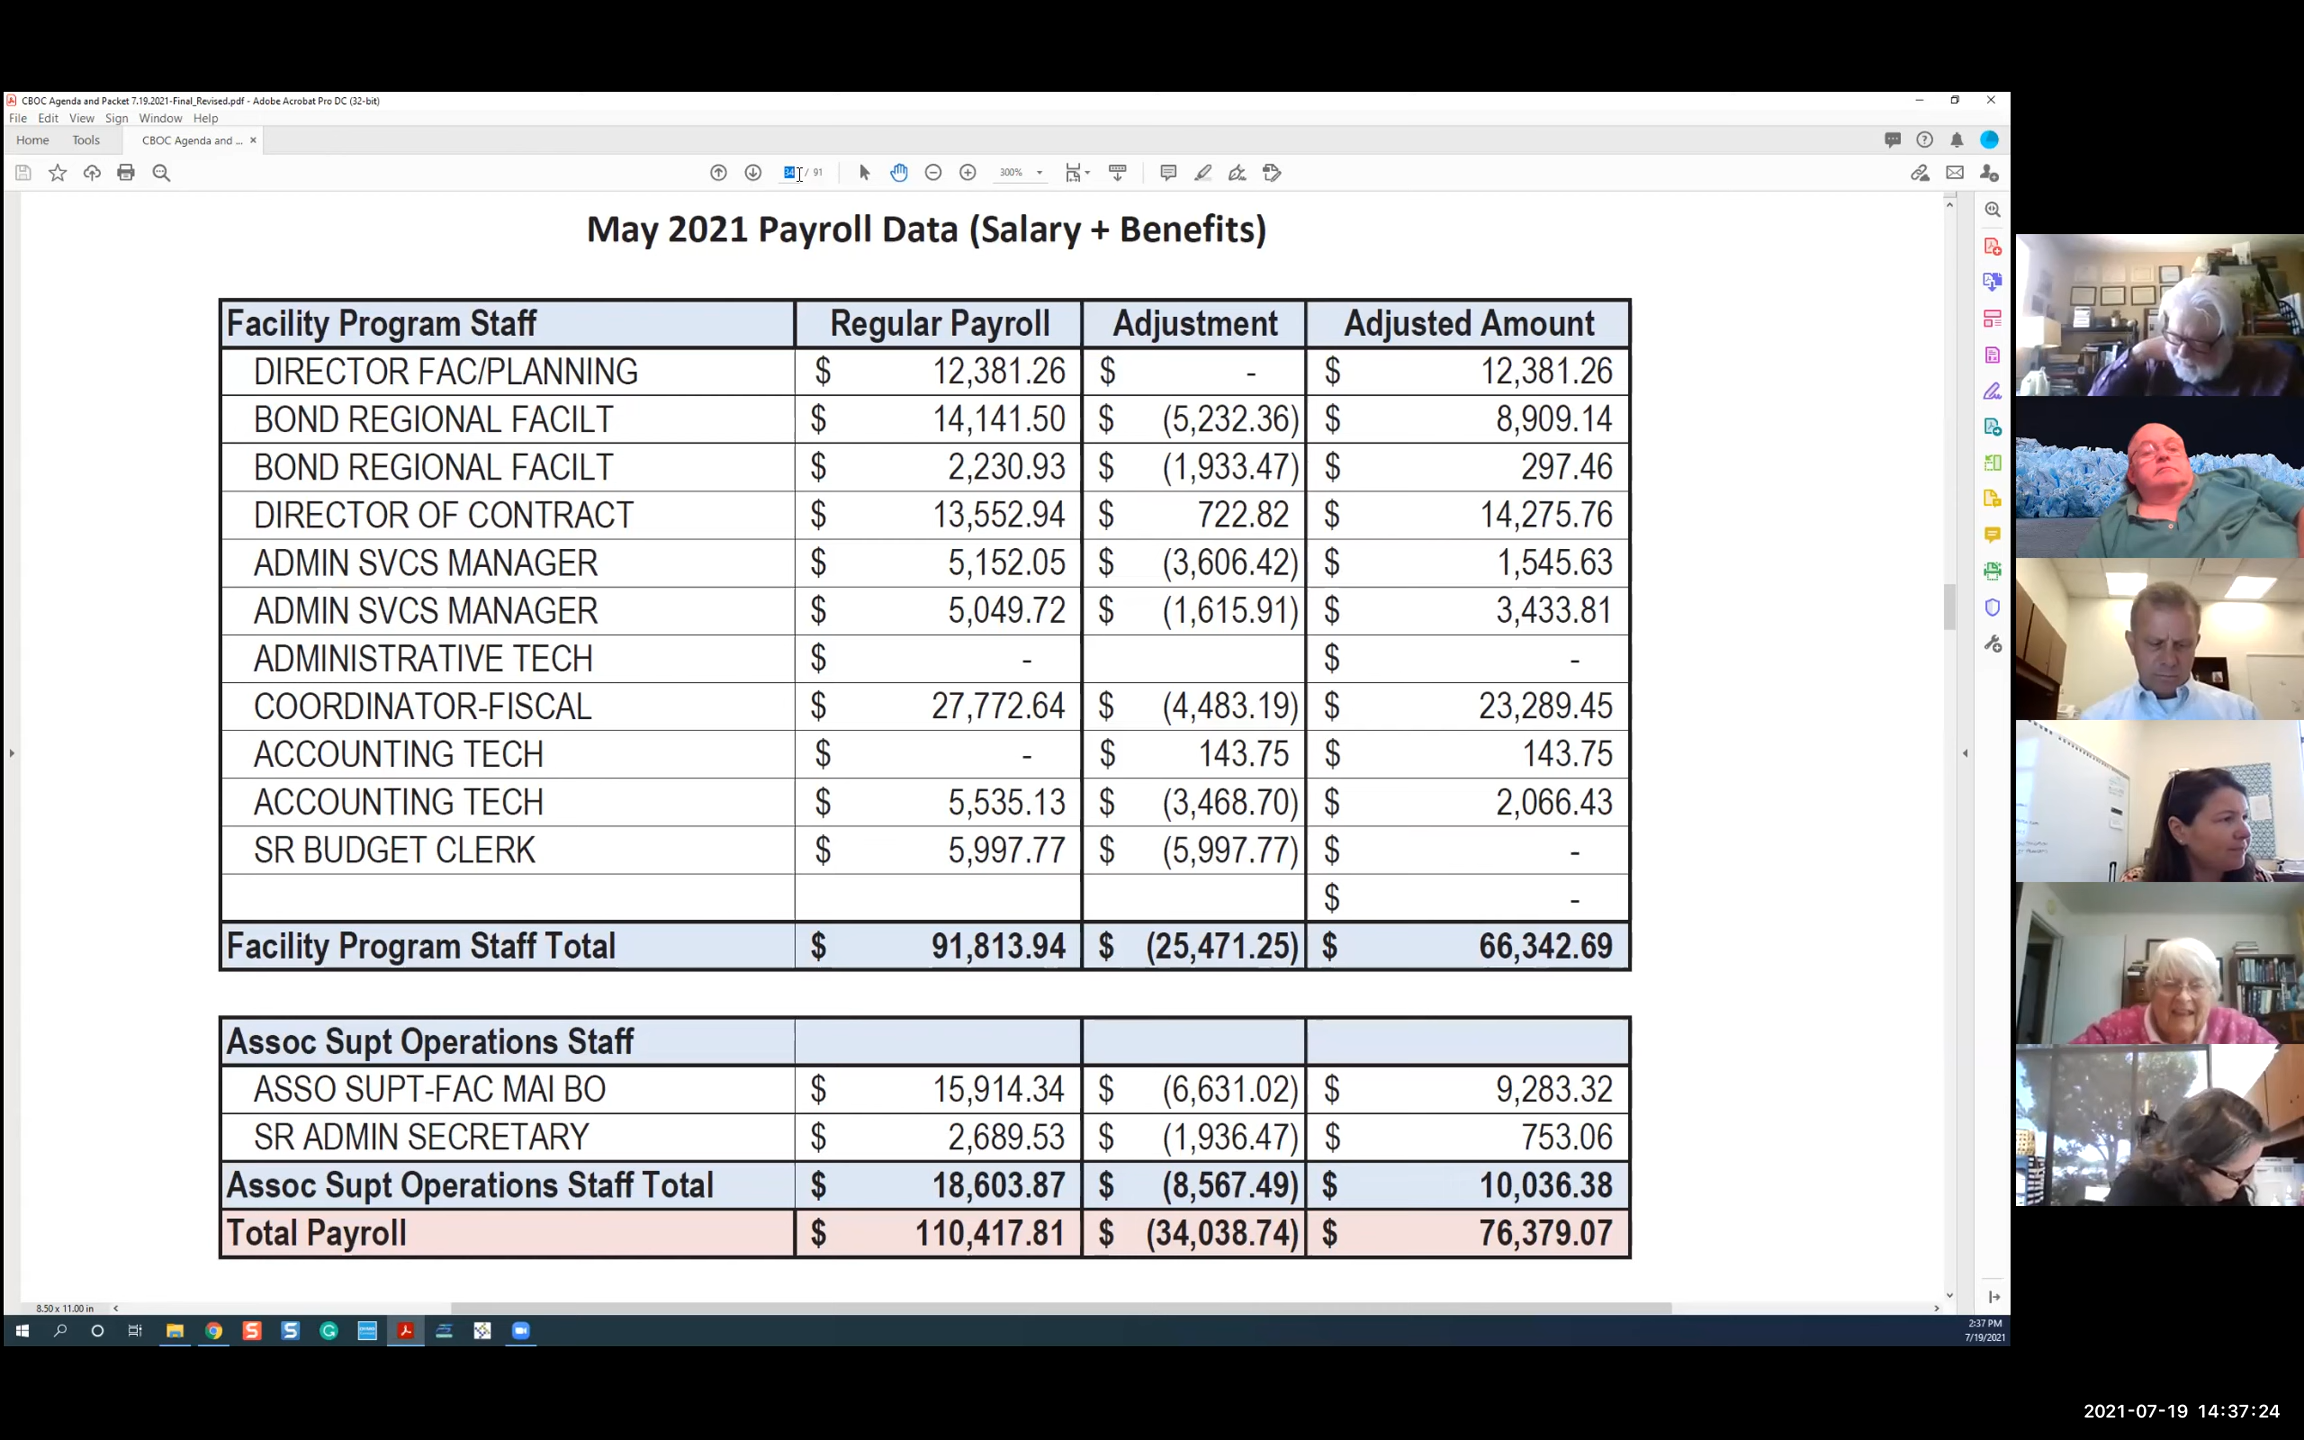 CBOC Agenda and Packet 7.19.2021-Final_Revised.pdf - Adobe Acrobat Pro DC (32-bit)
File Edit View Sign Window Help
Home Tools CBOC Agenda and ... ×
34 / 91 300%
May 2021 Payroll Data (Salary + Benefits)
Facility Program Staff Regular Payroll Adjustment Adjusted Amount
DIRECTOR FAC/PLANNING $ 12,381.26 $ - $ 12,381.26
BOND REGIONAL FACILT $ 14,141.50 $ (5,232.36) $ 8,909.14
BOND REGIONAL FACILT $ 2,230.93 $ (1,933.47) $ 297.46
DIRECTOR OF CONTRACT $ 13,552.94 $ 722.82 $ 14,275.76
ADMIN SVCS MANAGER $ 5,152.05 $ (3,606.42) $ 1,545.63
ADMIN SVCS MANAGER $ 5,049.72 $ (1,615.91) $ 3,433.81
ADMINISTRATIVE TECH $ - $ -
COORDINATOR-FISCAL $ 27,772.64 $ (4,483.19) $ 23,289.45
ACCOUNTING TECH $ - $ 143.75 $ 143.75
ACCOUNTING TECH $ 5,535.13 $ (3,468.70) $ 2,066.43
SR BUDGET CLERK $ 5,997.77 $ (5,997.77) $ -
$ -
Facility Program Staff Total $ 91,813.94 $ (25,471.25) $ 66,342.69
Assoc Supt Operations Staff
ASSO SUPT-FAC MAI BO $ 15,914.34 $ (6,631.02) $ 9,283.32
SR ADMIN SECRETARY $ 2,689.53 $ (1,936.47) $ 753.06
Assoc Supt Operations Staff Total $ 18,603.87 $ (8,567.49) $ 10,036.38
Total Payroll $ 110,417.81 $ (34,038.74) $ 76,379.07
8.50 x 11.00 in
2:37 PM
7/19/2021
2021-07-19 14:37:24